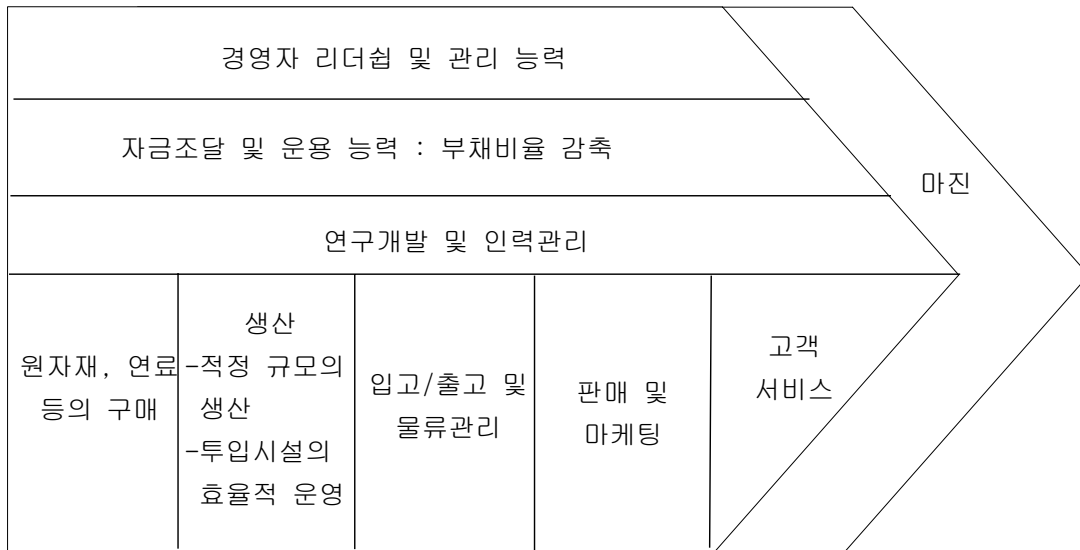 경영자 리더쉽 및 관리 능력
자금조달 및 운용 능력 : 부채비율 감축
마진
연구개발 및 인력관리
원자재, 연료
등의 구매
생산
-적정 규모의
생산
-투입시설의
효율적 운영
입고/출고 및
물류관리
판매 및
마케팅
고객
서비스